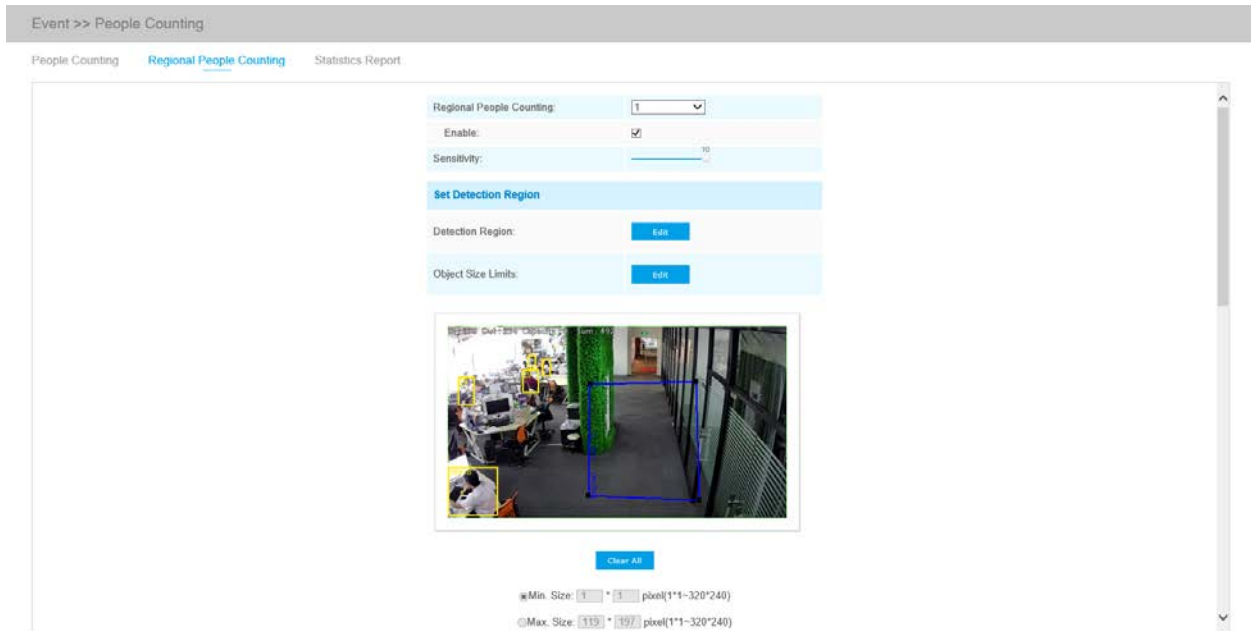 Event >> People Counting
People Counting Regional People Counting Statistics Report
Regional People Counting: 1
Enable:
Sensitivity: 10
Set Detection Region
Detection Region: Edit
Object Size Limits: Edit
Clear All
Min. Size: 1 * 1 pixel(1*1~320*240)
Max. Size: 119 * 197 pixel(1*1~320*240)